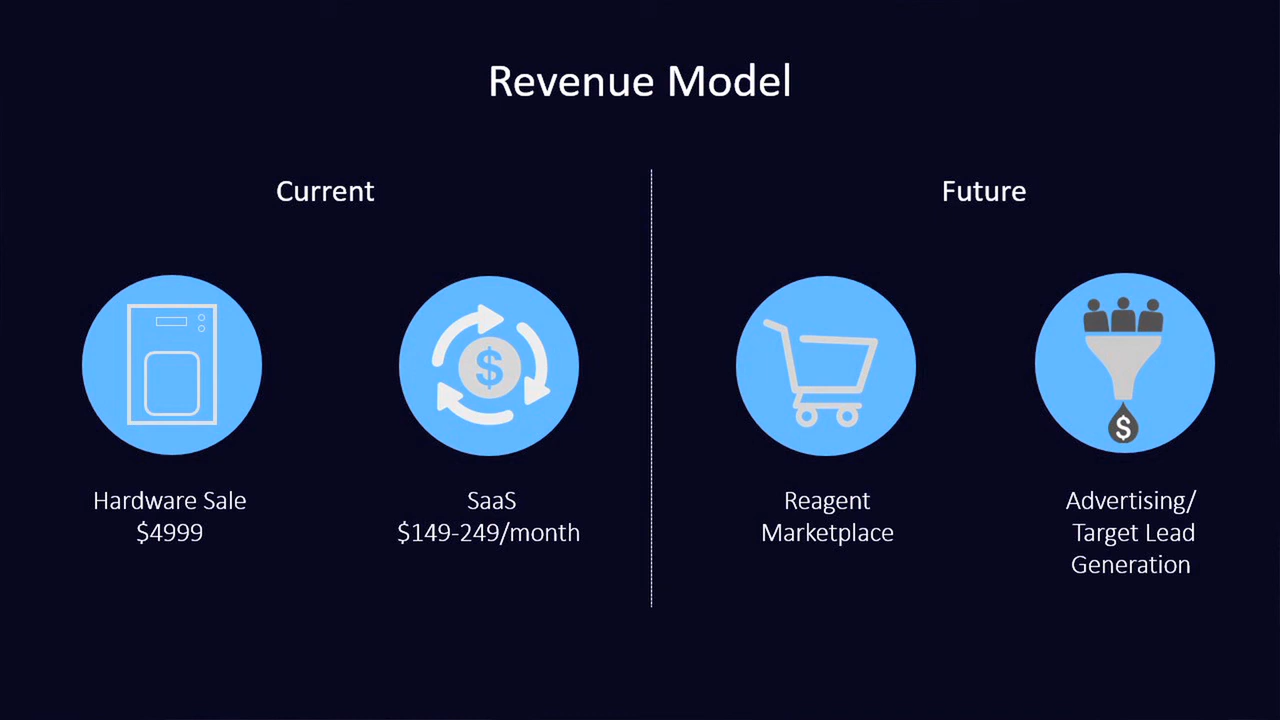 Revenue Model
Current
Future
Hardware Sale
$4999
SaaS
$149-249/month
Reagent
Marketplace
Advertising/
Target Lead
Generation
$
$